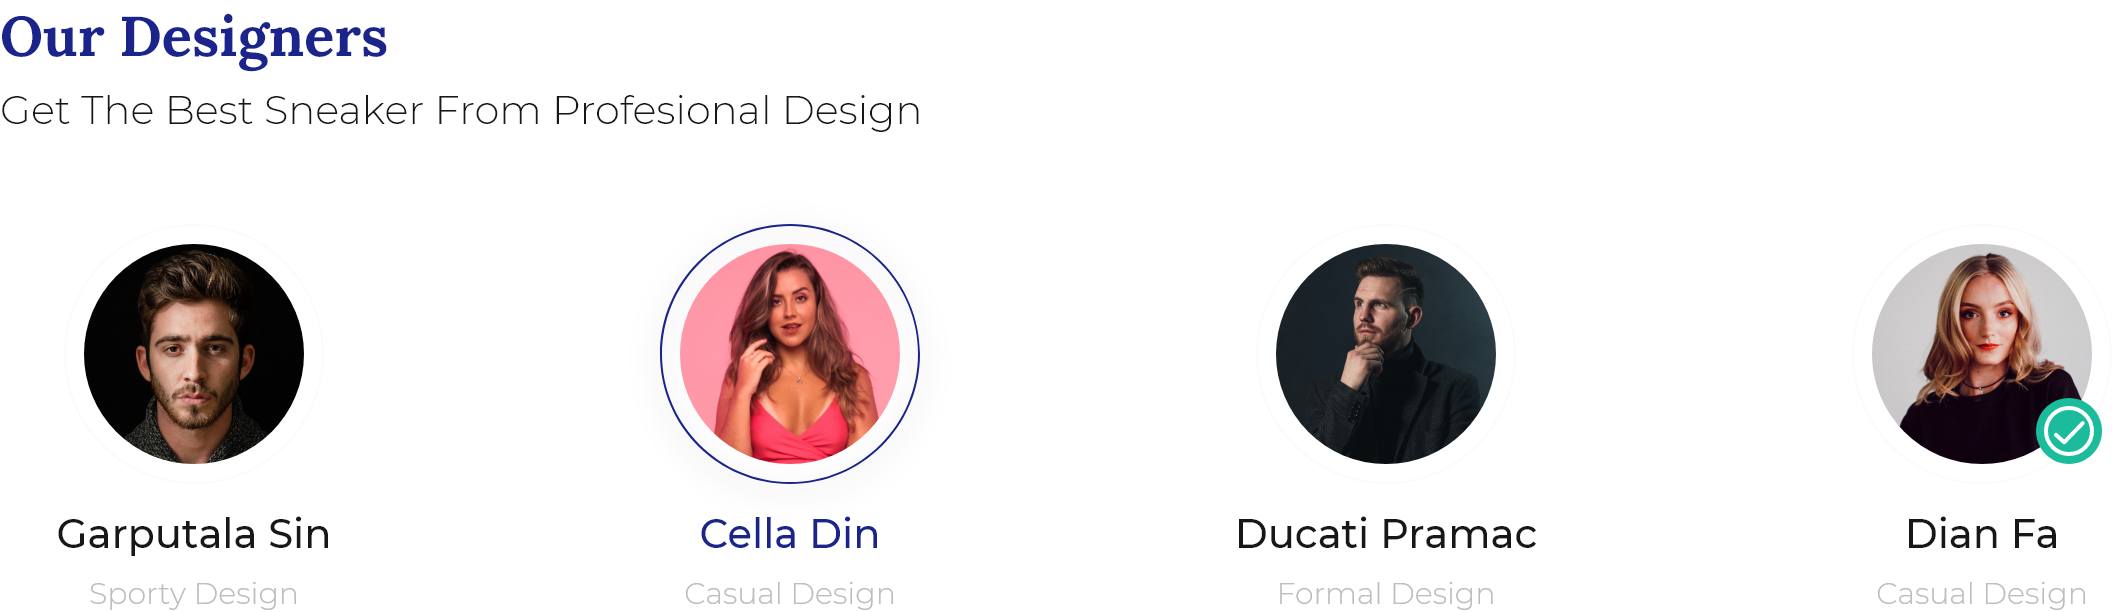 Our Designers
Get The Best Sneaker From Profesional Design
Garputala Sin
Cella Din
Ducati Pramac
Dian Fa
Sporty Design
Casual Design
Formal Design
Casual Design